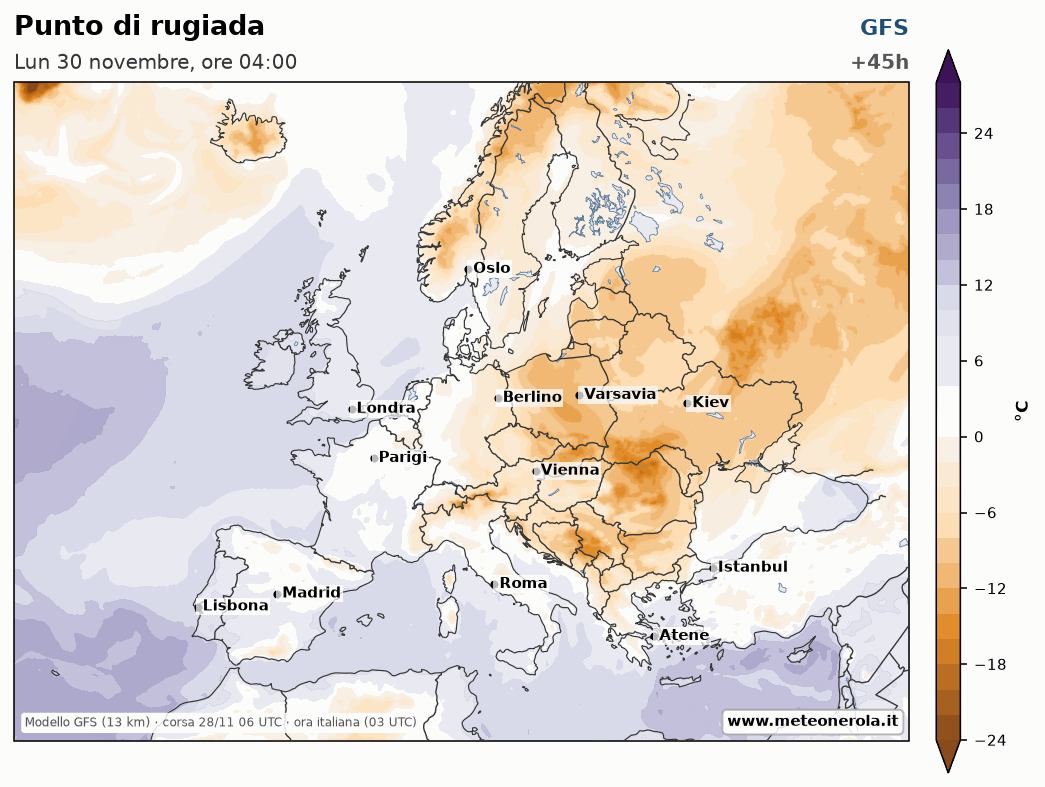 Punto di rugiada
GFS
Lun 30 novembre, ore 04:00
+45h
Oslo
Londra
Berlino
Varsavia
Kiev
Parigi
Vienna
Madrid
Lisbona
Roma
Istanbul
Atene
Modello GFS (13 km) · corsa 28/11 06 UTC · ora italiana (03 UTC)
www.meteonerola.it
24
18
12
6
0
−6
−12
−18
−24
°C